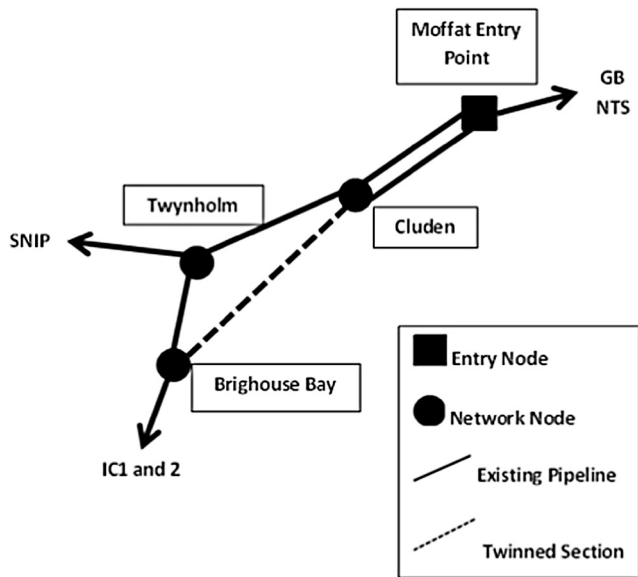 Moffat Entry
Point
GB
NTS
Twynholm
Cluden
SNIP
Brighouse Bay
IC1 and 2
Entry Node
Network Node
Existing Pipeline
Twinned Section